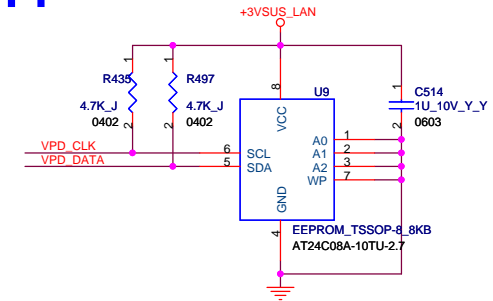 +3VSUS_LAN
1
1
R435
R497
4.7K_J
4.7K_J
0402
0402
2
2
8
VCC
U9
1
C514
1U_10V_Y_Y
0603
2
VPD_CLK
6
SCL
VPD_DATA
5
SDA
A0
1
A1
2
A2
3
WP
7
GND
4
EEPROM_TSSOP-8_8KB
AT24C08A-10TU-2.7